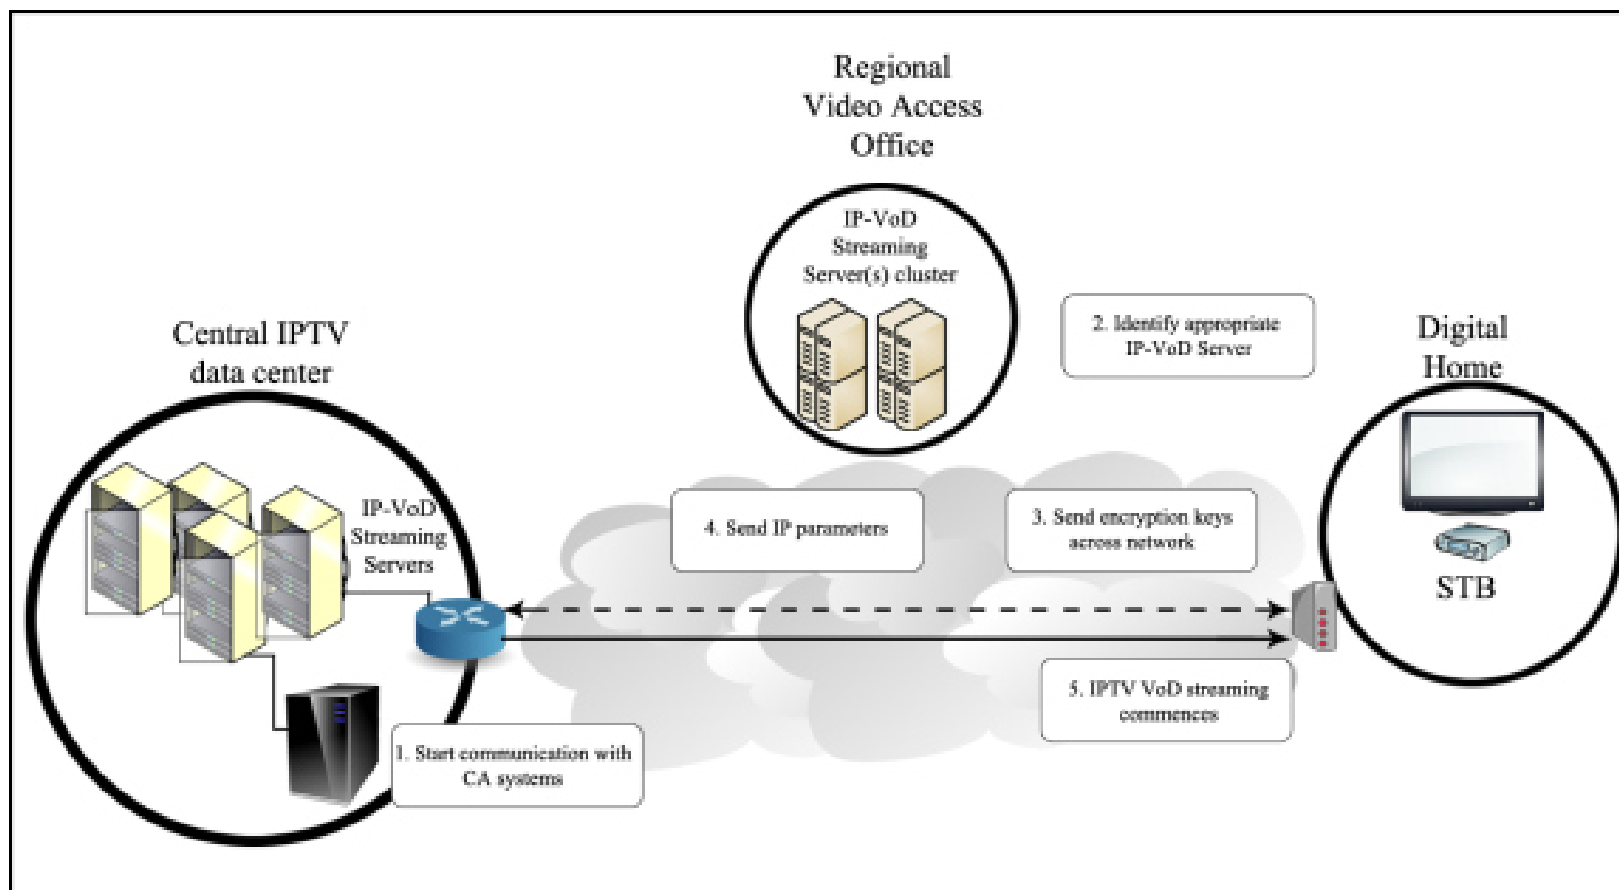 Regional
Video Access
Office
IP-VoD
Streaming
Server(s) cluster
2. Identify appropriate
IP-VoD Server
Digital
Home
Central IPTV
data center
IP-VoD
Streaming
Servers
4. Send IP parameters
3. Send encryption keys
across network
STB
5. IPTV VoD streaming
commences
1. Start communication with
CA systems